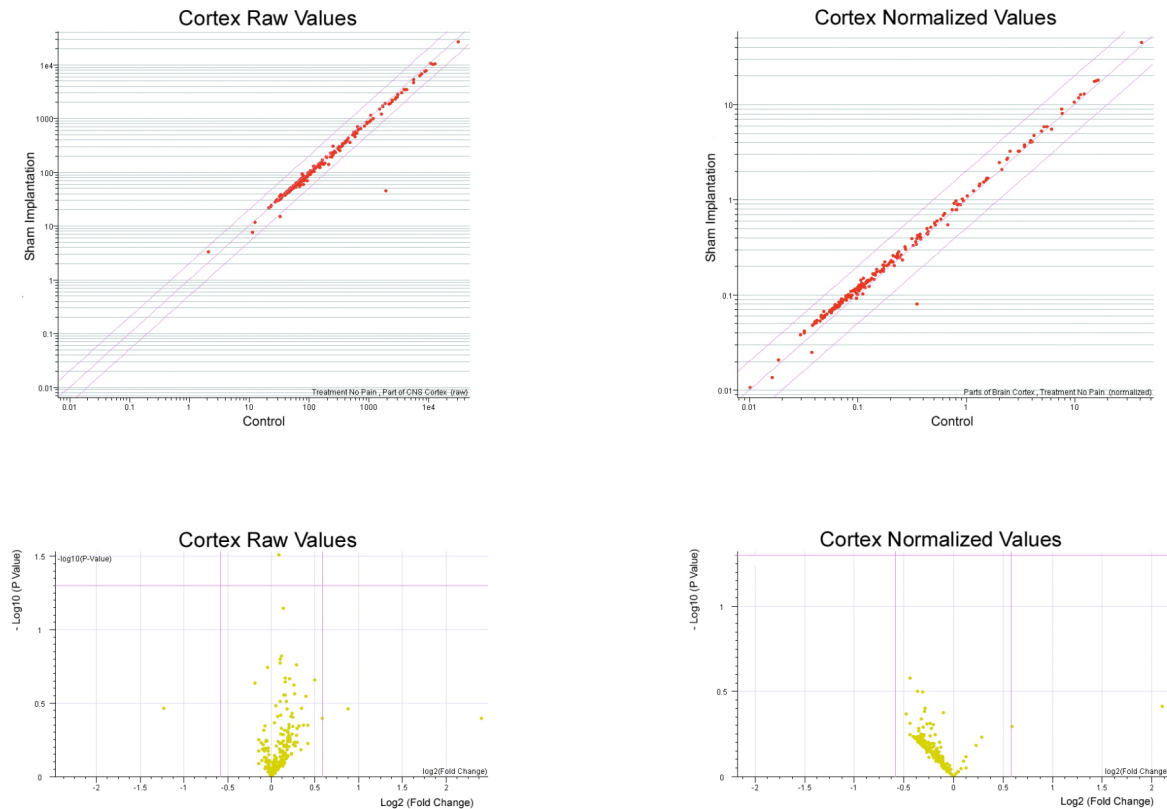 Cortex Raw Values
1e4
1000
100
10
1
0.1
0.01
Sham Implantation
Treatment No Pain , Part of CNS Cortex (raw)
0.01
0.1
1
10
100
1000
1e4
Control
Cortex Normalized Values
10
1
0.1
0.01
Sham Implantation
Parts of Brain Cortex , Treatment No Pain (normalized)
0.01
0.1
1
10
Control
Cortex Raw Values
- Log10 (P Value)
-log10(P-Value)
1.5
1
0.5
0
log2(Fold Change)
-2
-1.5
-1
-0.5
0
0.5
1
1.5
2
Log2 (Fold Change)
Cortex Normalized Values
- Log10 (P Value)
1
0.5
0
log2(Fold Change)
-2
-1.5
-1
-0.5
0
0.5
1
1.5
2
Log2 (Fold Change)